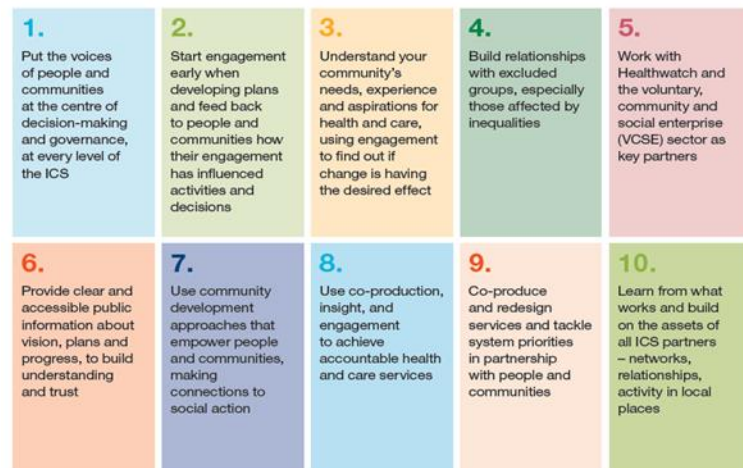 1.
Put the voices
of people and
communities
at the centre of
decision-making
and governance,
at every level of
the ICS
2.
Start engagement
early when
developing plans
and feed back
to people and
communities how
their engagement
has influenced
activities and
decisions
3.
Understand your
community's
needs, experience
and aspirations for
health and care,
using engagement
to find out if
change is having
the desired effect
4.
Build relationships
with excluded
groups, especially
those affected by
inequalities
5.
Work with
Healthwatch and
the voluntary,
community and
social enterprise
(VCSE) sector as
key partners
6.
Provide clear and
accessible public
information about
vision, plans and
progress, to build
understanding
and trust
7.
Use community
development
approaches that
empower people
and communities,
making
connections to
social action
8.
Use co-production,
insight, and
engagement
to achieve
accountable health
and care services
9.
Co-produce
and redesign
services and tackle
system priorities
in partnership
with people and
communities
10.
Learn from what
works and build
on the assets of
all ICS partners
– networks,
relationships,
activity in local
places